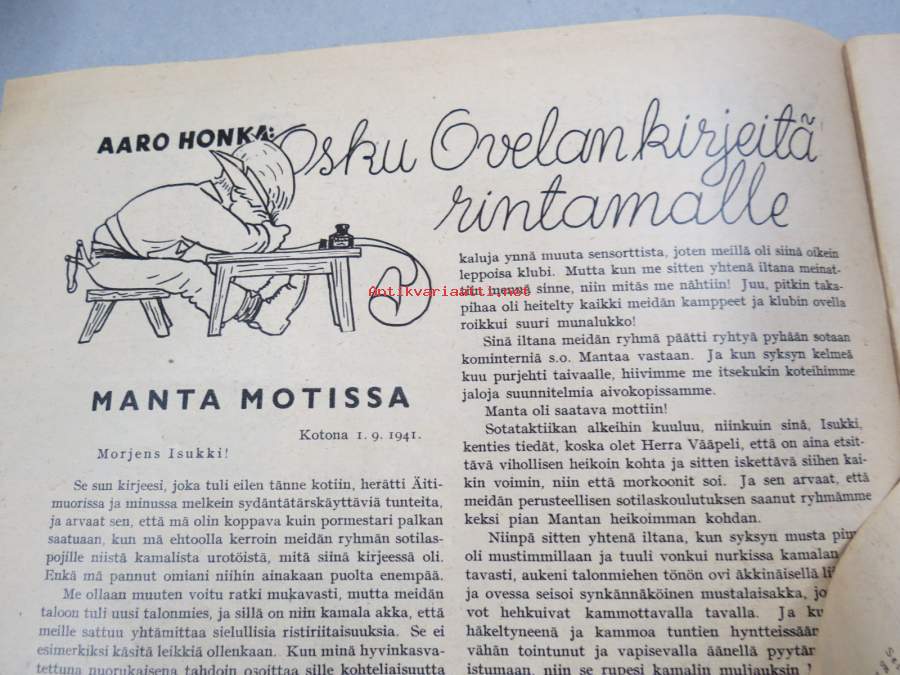 AARO HONKA:
Osku Ovelan kirjeitä
rintamalle
MANTA MOTISSA
Kotona 1.9.1941.
Morjens Isukki!
Se sun kirjeesi, joka tuli eilen tänne kotiin, herätti Äiti-
muorissa ja minussa melkein sydäntätärskäyttäviä tunteita,
ja arvaat sen, että mä olin koppava kuin pormestari palkan
saatuaan, kun mä ehtoolla kerroin meidän ryhmän sotilas-
pojille niistä kamalista urotöistä, mitä siinä kirjeessä oli.
Enkä mä pannut omiani niihin ainakaan puolta enempää.
Me ollaan muuten voitu ratki mukavasti, mutta meidän
taloon tuli uusi talonmies, ja sillä on niin kamala akka, että
meille sattuu yhtämittaa sielullisia ristiriitaisuuksia. Se ei
esimerkiksi käsitä leikkiä ollenkaan. Kun minä hyvinkasva-
tettuna nuorukaisena tahdoin osoittaa sille kohteliaisuutta
kaluja ynnä muuta sensorttista, joten meillä oli siinä oikein
leppoisa klubi. Mutta kun me sitten yhtenä iltana meinat-
tiin mennä sinne, niin mitäs me nähtiin! Juu, pitkin taka-
pihaa oli heitelty kaikki meidän kamppeet ja klubin ovella
roikkui suuri munalukko!
Sinä iltana meidän ryhmä päätti ryhtyä pyhään sotaan
kominterniä s.o. Mantaa vastaan. Ja kun syksyn kelmeä
kuu purjehti taivaalle, hiivimme me itsekukin koteihimme
jaloja suunnitelmia aivokopissamme.
Manta oli saatava mottiin!
Sotataktiikan alkeihin kuuluu, niinkuin sinä, Isukki,
kenties tiedät, koska olet Herra Vääpeli, että on aina etsit-
tävä vihollisen heikoin kohta ja sitten iskettävä siihen kai-
kin voimin, niin että morkoonit soi. Ja sen arvaat, että
meidän perusteellisen sotilaskoulutuksen saanut ryhmämme
keksi pian Mantan heikoimman kohdan.
Niinpä sitten yhtenä iltana, kun syksyn musta
oli mustimmillaan ja tuuli vonkui nurkissa kamalan
tavasti, aukeni talonmiehen tönön ovi äkkinäisellä
ja ovessa seisoi synkännäköinen mustalaisakka,
vot hehkuivat kammottavalla tavalla. Ja
häkeltyneenä ja kammoa tuntien
vähän tointunut ja vapisevalla äänellä
istumaan, niin se rupesi kamalin
Antikvariaatti.net